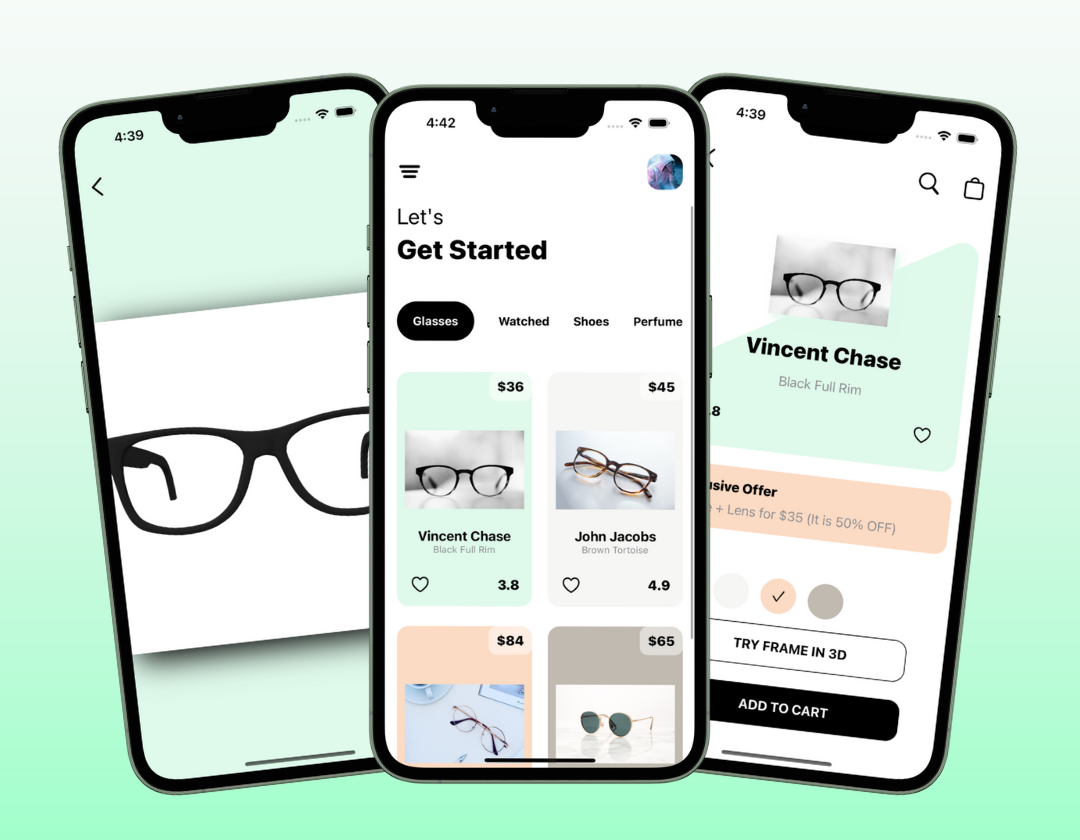 4:39
4:42
Let's
Get Started
Glasses Watched Shoes Perfume
$36
Vincent Chase
Black Full Rim
3.8
$45
John Jacobs
Brown Tortoise
4.9
$84
$65
4:39
Vincent Chase
Black Full Rim
.8
usive Offer
e + Lens for $35 (It is 50% OFF)
TRY FRAME IN 3D
ADD TO CART